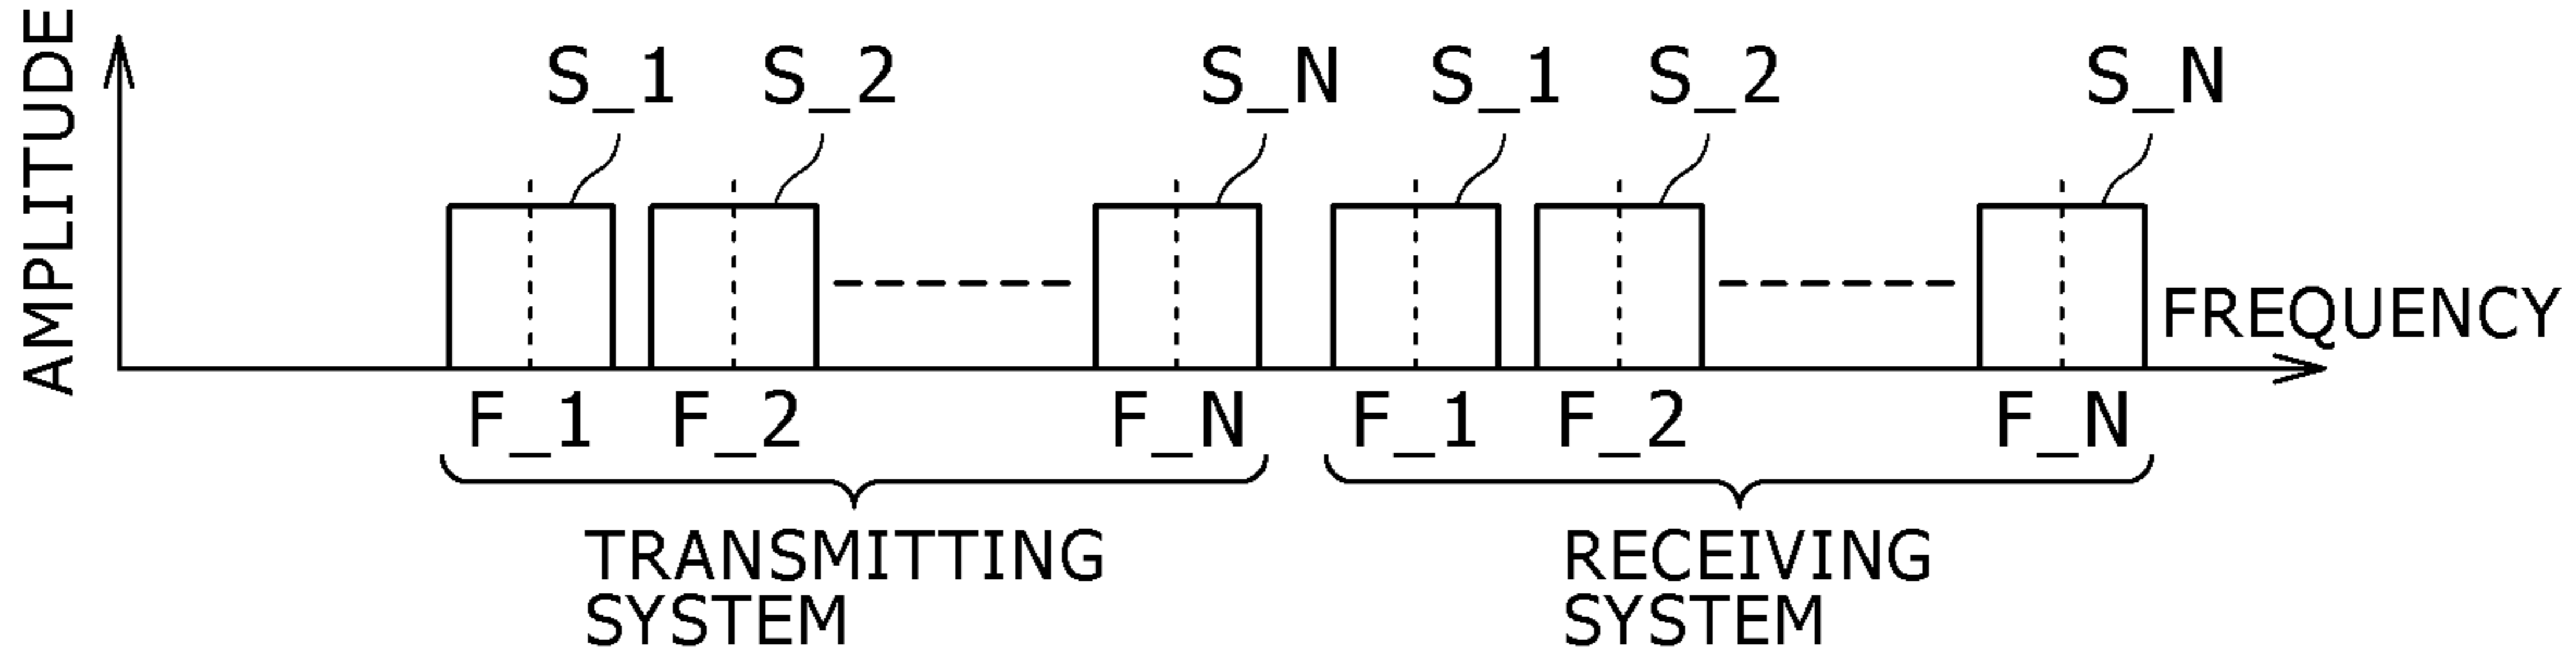 AMPLITUDE
S_1 S_2 S_N S_1 S_2 S_N
FREQUENCY
F_1 F_2 F_N F_1 F_2 F_N
TRANSMITTING
SYSTEM
RECEIVING
SYSTEM